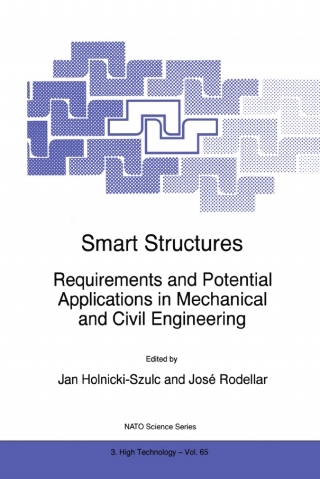 Smart Structures
Requirements and Potential
Applications in Mechanical
and Civil Engineering
Edited by
Jan Holnicki-Szulc and José Rodellar
NATO Science Series
3. High Technology – Vol. 65